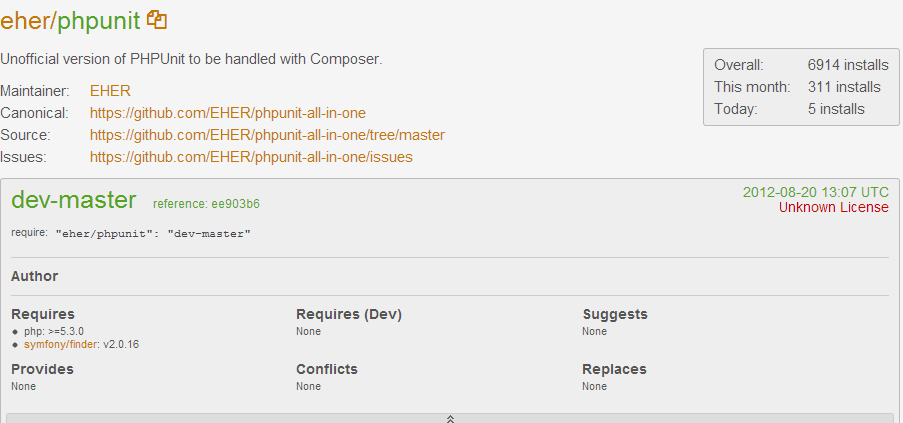 eher/phpunit
Unofficial version of PHPUnit to be handled with Composer.
Overall: 6914 installs
This month: 311 installs
Today: 5 installs
Maintainer: EHER
Canonical: https://github.com/EHER/phpunit-all-in-one
Source: https://github.com/EHER/phpunit-all-in-one/tree/master
Issues: https://github.com/EHER/phpunit-all-in-one/issues
dev-master reference: ee903b6 2012-08-20 13:07 UTC
Unknown License
require: "eher/phpunit": "dev-master"
Author
Requires Requires (Dev) Suggests
• php: >=5.3.0 None None
• symfony/finder: v2.0.16
Provides Conflicts Replaces
None None None